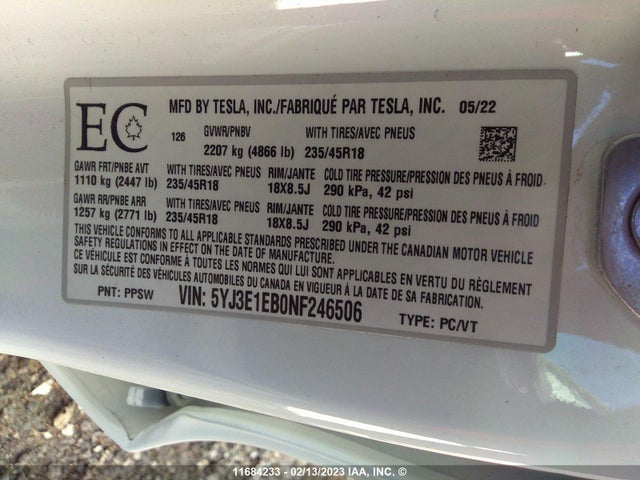 EC
MFD BY TESLA, INC./FABRIQUÉ PAR TESLA, INC. 05/22
126 GVWR/PNBV WITH TIRES/AVEC PNEUS
2207 kg (4866 lb) 235/45R18
GAWR FRT/PNBE AVT WITH TIRES/AVEC PNEUS RIM/JANTE COLD TIRE PRESSURE/PRESSION DES PNEUS À FROID
1110 kg (2447 lb) 235/45R18 18X8.5J 290 kPa, 42 psi
GAWR RR/PNBE ARR WITH TIRES/AVEC PNEUS RIM/JANTE COLD TIRE PRESSURE/PRESSION DES PNEUS À FROID
1257 kg (2771 lb) 235/45R18 18X8.5J 290 kPa, 42 psi
THIS VEHICLE CONFORMS TO ALL APPLICABLE STANDARDS PRESCRIBED UNDER THE CANADIAN MOTOR VEHICLE
SAFETY REGULATIONS IN EFFECT ON THE DATE OF MANUFACTURE.
CE VÉHICULE EST CONFORME À TOUTES LES NORMES QUI LUI SONT APPLICABLES EN VERTU DU RÈGLEMENT
SUR LA SÉCURITÉ DES VÉHICULES AUTOMOBILES DU CANADA EN VIGUEUR À LA DATE DE SA FABRICATION.
PNT: PPSW VIN: 5YJ3E1EB0NF246506 TYPE: PC/VT
11684233 - 02/13/2023 IAA, INC. ©